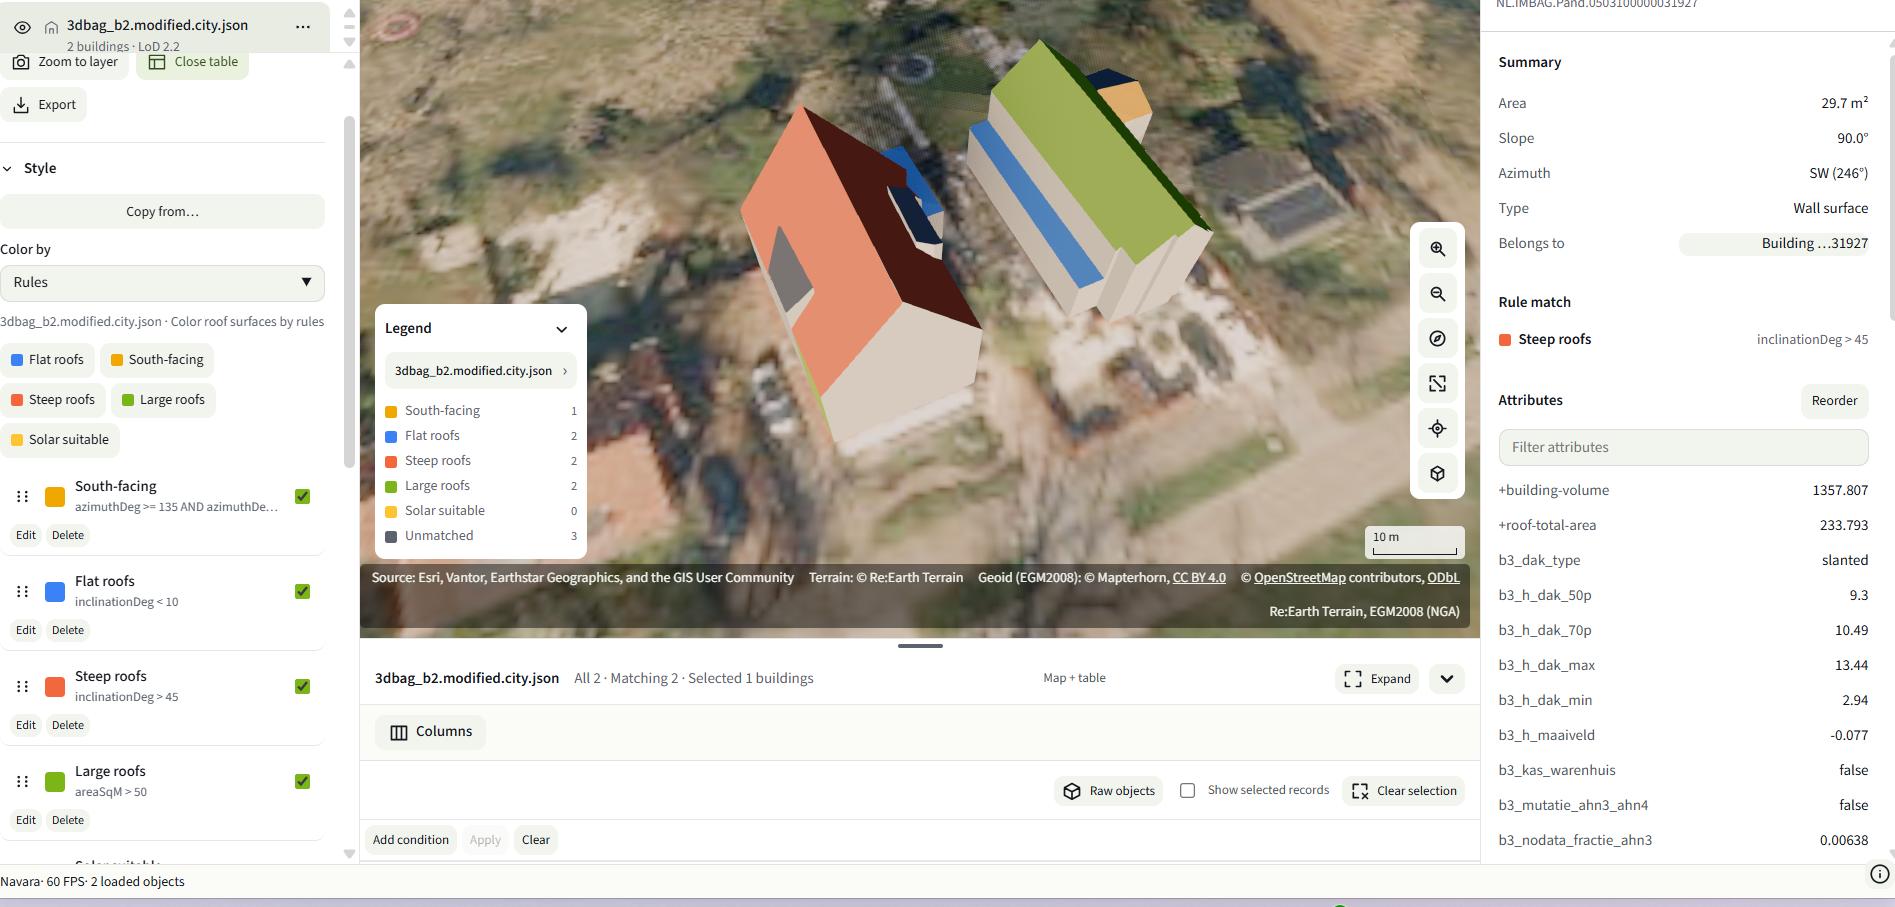 3dbag_b2.modified.city.json
2 buildings · LoD 2.2
Zoom to layer
Close table
Export
Style
Copy from…
Color by
Rules
3dbag_b2.modified.city.json · Color roof surfaces by rules
Flat roofs
South-facing
Steep roofs
Large roofs
Solar suitable
South-facing
azimuthDeg >= 135 AND azimuthDe…
Edit Delete
Flat roofs
inclinationDeg < 10
Edit Delete
Steep roofs
inclinationDeg > 45
Edit Delete
Large roofs
areaSqM > 50
Edit Delete
Solar suitable
Navara· 60 FPS· 2 loaded objects
Legend
3dbag_b2.modified.city.json ›
South-facing 1
Flat roofs 2
Steep roofs 2
Large roofs 2
Solar suitable 0
Unmatched 3
10 m
Source: Esri, Vantor, Earthstar Geographics, and the GIS User Community Terrain: © Re:Earth Terrain Geoid (EGM2008): © Mapterhorn, CC BY 4.0 © OpenStreetMap contributors, ODbL
Re:Earth Terrain, EGM2008 (NGA)
3dbag_b2.modified.city.json All 2 · Matching 2 · Selected 1 buildings Map + table Expand
Columns
Raw objects Show selected records Clear selection
Add condition Apply Clear
NL.IMBAG.Pand.0503100000031927
Summary
Area 29.7 m²
Slope 90.0°
Azimuth SW (246°)
Type Wall surface
Belongs to Building …31927
Rule match
Steep roofs inclinationDeg > 45
Attributes Reorder
Filter attributes
+building-volume 1357.807
+roof-total-area 233.793
b3_dak_type slanted
b3_h_dak_50p 9.3
b3_h_dak_70p 10.49
b3_h_dak_max 13.44
b3_h_dak_min 2.94
b3_h_maaiveld -0.077
b3_kas_warenhuis false
b3_mutatie_ahn3_ahn4 false
b3_nodata_fractie_ahn3 0.00638